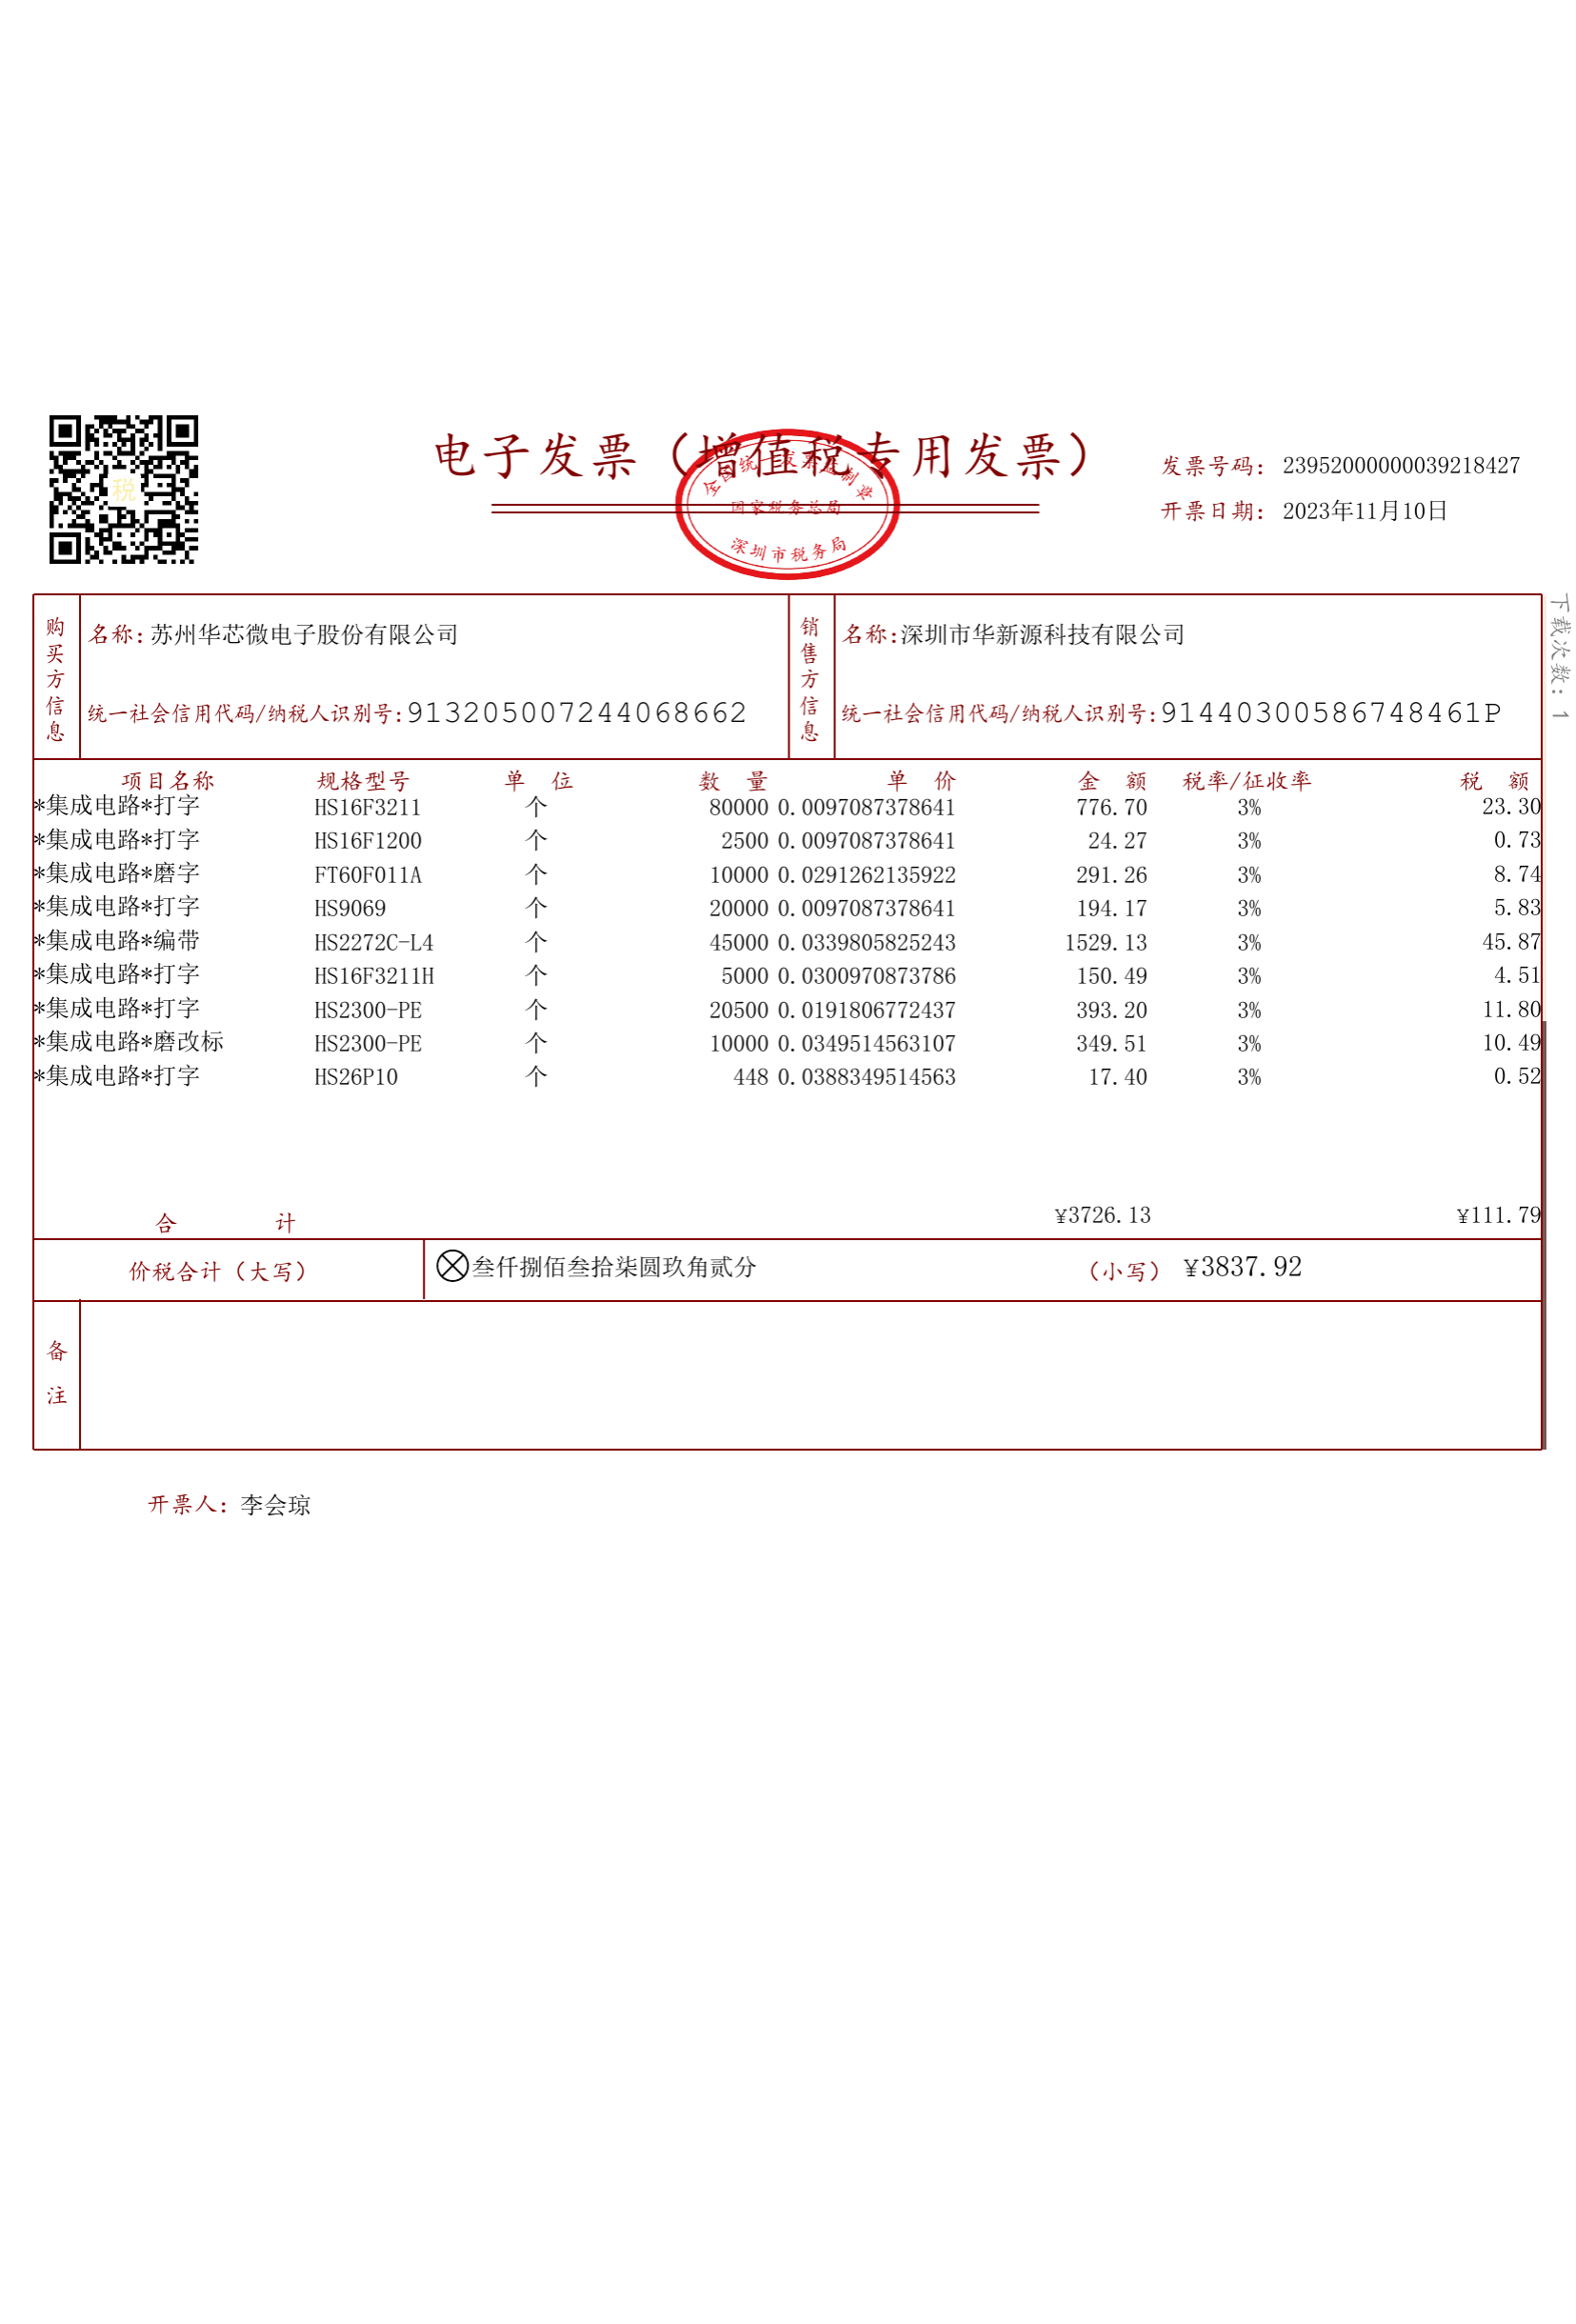 电子发票（增值税专用发票）
全国统一发票监制章
国家税务总局
深圳市税务局
税
发票号码：23952000000039218427
开票日期：2023年11月10日
下载次数：1
购买方信息
名称：苏州华芯微电子股份有限公司
统一社会信用代码/纳税人识别号：913205007244068662
销售方信息
名称：深圳市华新源科技有限公司
统一社会信用代码/纳税人识别号：91440300586748461P
项目名称 规格型号 单 位 数 量 单 价 金 额 税率/征收率 税 额
*集成电路*打字 HS16F3211 个 80000 0.0097087378641 776.70 3% 23.30
*集成电路*打字 HS16F1200 个 2500 0.0097087378641 24.27 3% 0.73
*集成电路*磨字 FT60F011A 个 10000 0.0291262135922 291.26 3% 8.74
*集成电路*打字 HS9069 个 20000 0.0097087378641 194.17 3% 5.83
*集成电路*编带 HS2272C-L4 个 45000 0.0339805825243 1529.13 3% 45.87
*集成电路*打字 HS16F3211H 个 5000 0.0300970873786 150.49 3% 4.51
*集成电路*打字 HS2300-PE 个 20500 0.0191806772437 393.20 3% 11.80
*集成电路*磨改标 HS2300-PE 个 10000 0.0349514563107 349.51 3% 10.49
*集成电路*打字 HS26P10 个 448 0.0388349514563 17.40 3% 0.52
合 计 ¥3726.13 ¥111.79
价税合计（大写） ⊗叁仟捌佰叁拾柒圆玖角贰分 （小写） ¥3837.92
备注
开票人：李会琼